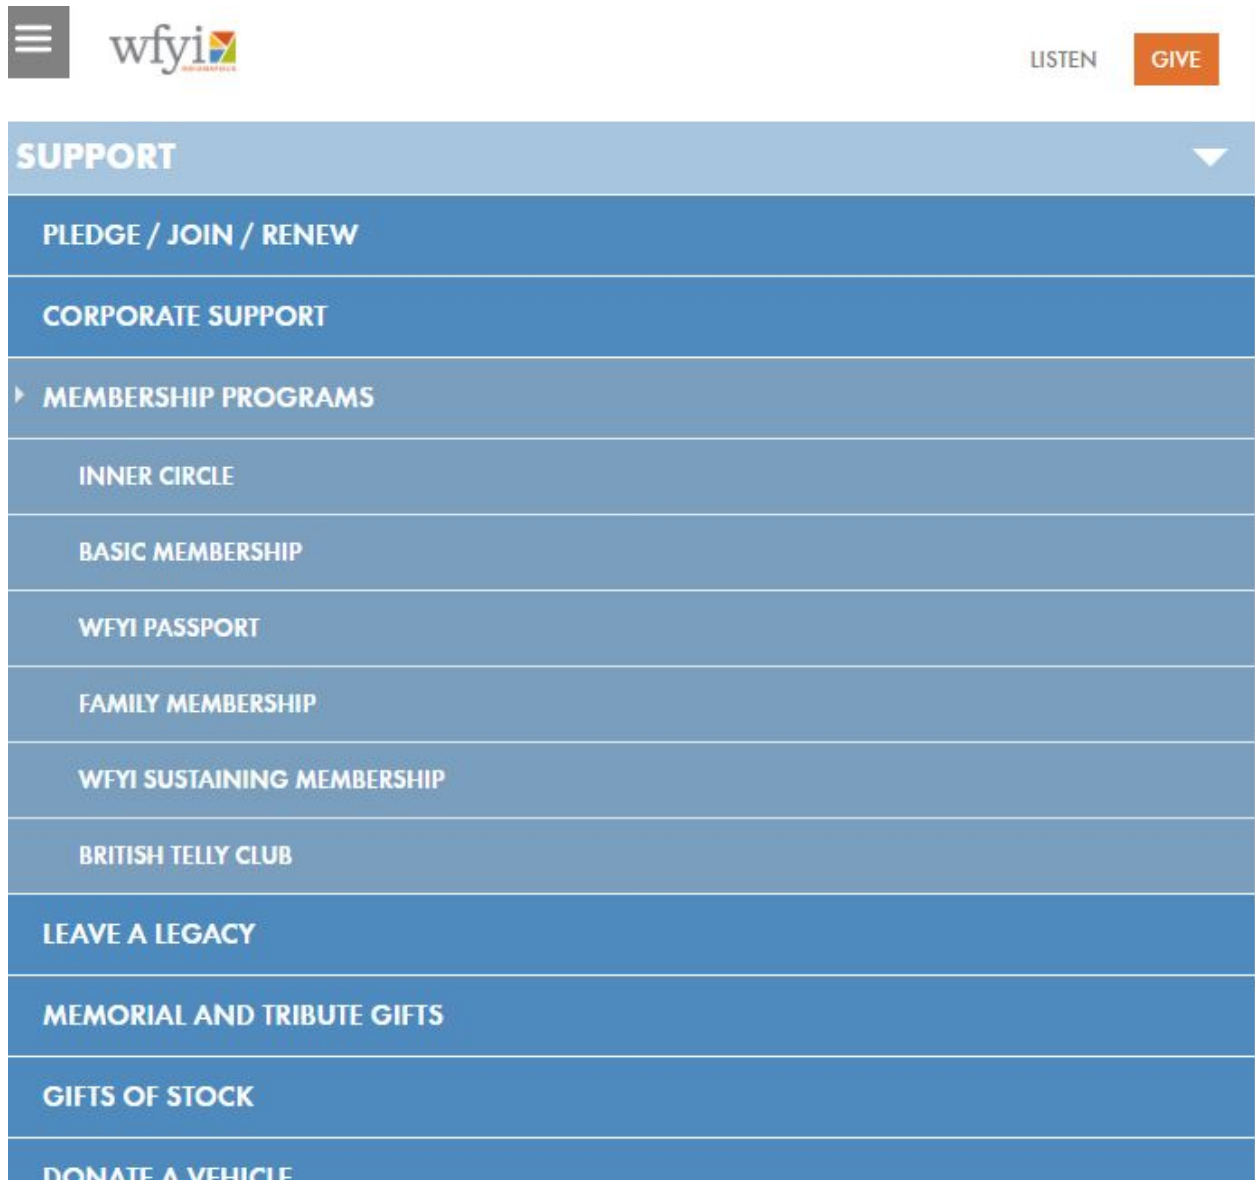 wfyi
LISTEN
GIVE
SUPPORT
PLEDGE / JOIN / RENEW
CORPORATE SUPPORT
MEMBERSHIP PROGRAMS
INNER CIRCLE
BASIC MEMBERSHIP
WFYI PASSPORT
FAMILY MEMBERSHIP
WFYI SUSTAINING MEMBERSHIP
BRITISH TELLY CLUB
LEAVE A LEGACY
MEMORIAL AND TRIBUTE GIFTS
GIFTS OF STOCK
DONATE A VEHICLE